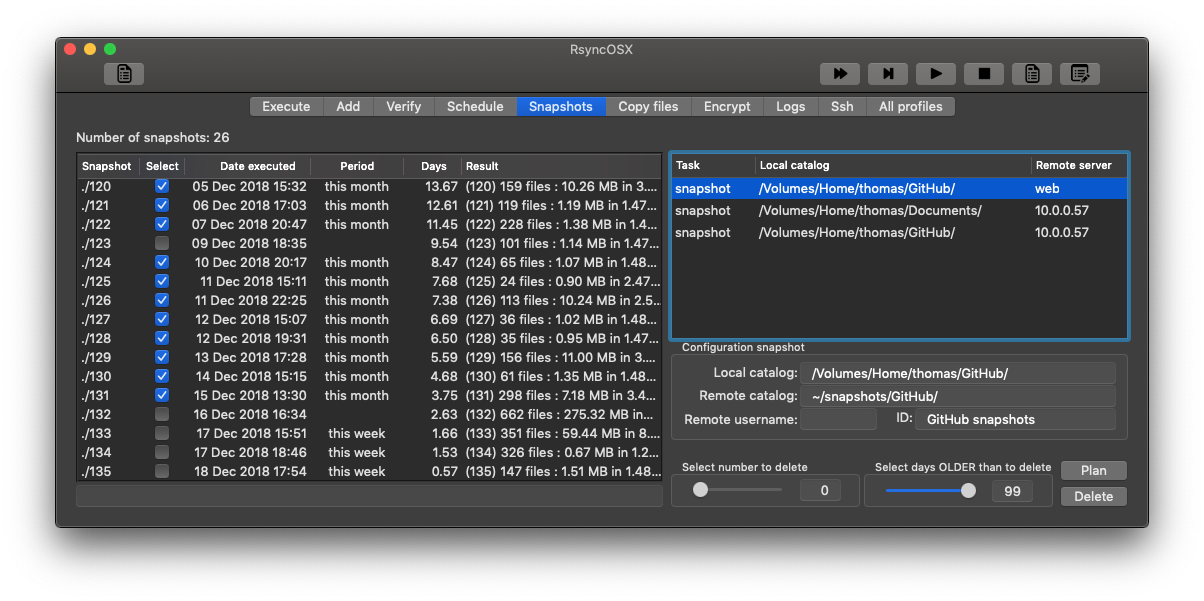 RsyncOSX
Execute Add Verify Schedule Snapshots Copy files Encrypt Logs Ssh All profiles
Number of snapshots: 26
Snapshot Select Date executed Period Days Result
./120 05 Dec 2018 15:32 this month 13.67 (120) 159 files : 10.26 MB in 3....
./121 06 Dec 2018 17:03 this month 12.61 (121) 119 files : 1.19 MB in 1.47...
./122 07 Dec 2018 20:47 this month 11.45 (122) 228 files : 1.38 MB in 1.4...
./123 09 Dec 2018 18:35 9.54 (123) 101 files : 1.14 MB in 1.47...
./124 10 Dec 2018 20:17 this month 8.47 (124) 65 files : 1.07 MB in 1.48...
./125 11 Dec 2018 15:11 this month 7.68 (125) 24 files : 0.90 MB in 2.47...
./126 11 Dec 2018 22:25 this month 7.38 (126) 113 files : 10.24 MB in 2.5...
./127 12 Dec 2018 15:07 this month 6.69 (127) 36 files : 1.02 MB in 1.48...
./128 12 Dec 2018 19:31 this month 6.50 (128) 35 files : 0.95 MB in 1.47...
./129 13 Dec 2018 17:28 this month 5.59 (129) 156 files : 11.00 MB in 3....
./130 14 Dec 2018 15:15 this month 4.68 (130) 61 files : 1.35 MB in 1.48...
./131 15 Dec 2018 13:30 this month 3.75 (131) 298 files : 7.18 MB in 3.4...
./132 16 Dec 2018 16:34 2.63 (132) 662 files : 275.32 MB in...
./133 17 Dec 2018 15:51 this week 1.66 (133) 351 files : 59.44 MB in 8....
./134 17 Dec 2018 18:46 this week 1.53 (134) 326 files : 0.67 MB in 1.2...
./135 18 Dec 2018 17:54 this week 0.57 (135) 147 files : 1.51 MB in 1.48...
Task Local catalog Remote server
snapshot /Volumes/Home/thomas/GitHub/ web
snapshot /Volumes/Home/thomas/Documents/ 10.0.0.57
snapshot /Volumes/Home/thomas/GitHub/ 10.0.0.57
Configuration snapshot
Local catalog: /Volumes/Home/thomas/GitHub/
Remote catalog: ~/snapshots/GitHub/
Remote username: ID: GitHub snapshots
Select number to delete Select days OLDER than to delete Plan
0 99 Delete